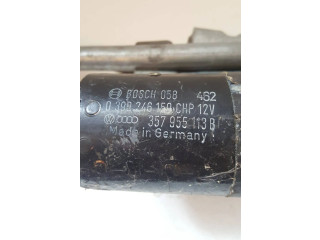 BOSCH 058 462
0 390 246 150 CHP 12V
357 955 113 B
Made in Germany